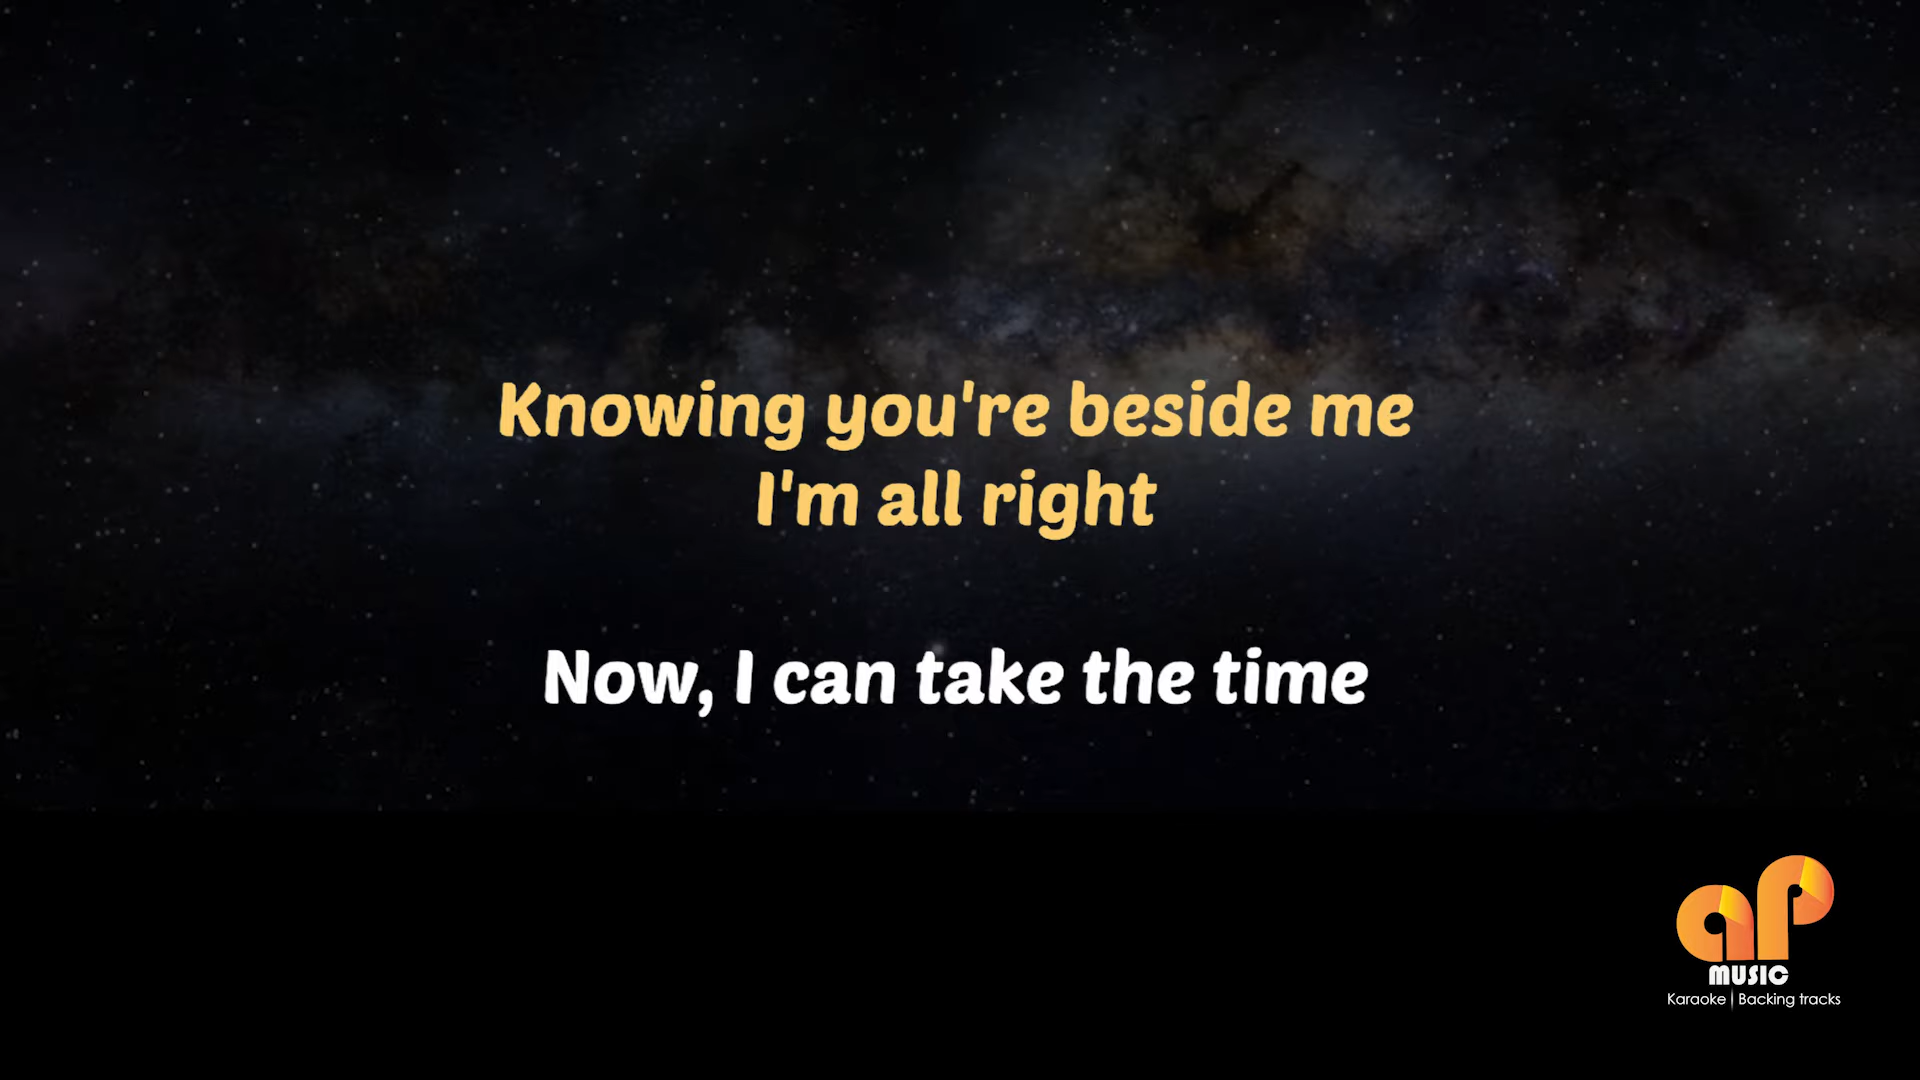 Knowing you're beside me
I'm all right
Now, I can take the time
ap
MUSIC
Karaoke | Backing tracks